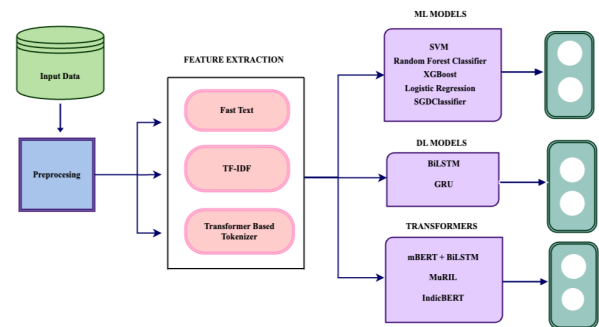 ML MODELS
SVM
Random Forest Classifier
XGBoost
Logistic Regression
SGDClassifier
Input Data
FEATURE EXTRACTION
Fast Text
TF-IDF
Transformer Based
Tokenizer
Preprocesing
DL MODELS
BiLSTM
GRU
TRANSFORMERS
mBERT + BiLSTM
MuRIL
IndicBERT